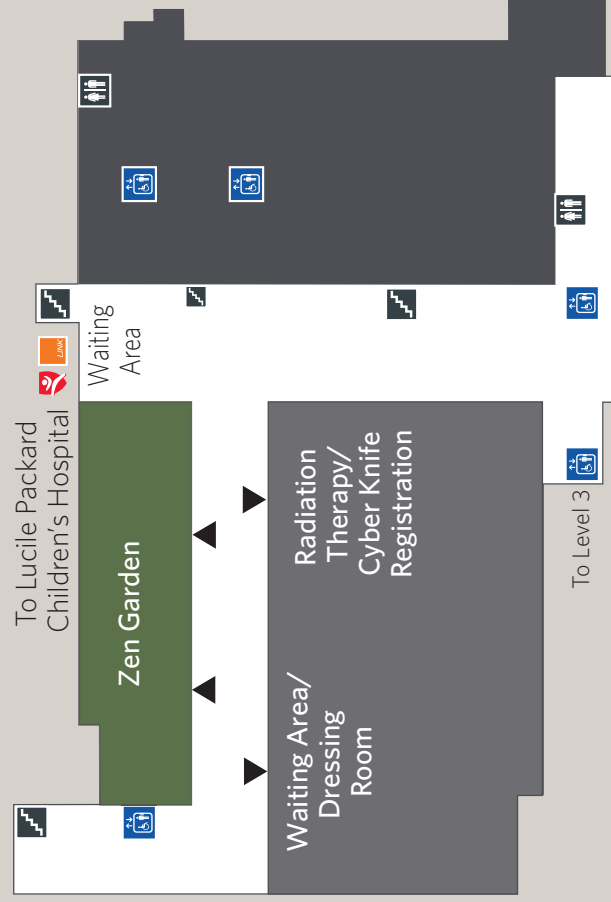 To Lucile Packard
Children's Hospital
LINK
Waiting
Area
Zen Garden
Radiation
Therapy/
Cyber Knife
Registration
Waiting Area/
Dressing
Room
To Level 3